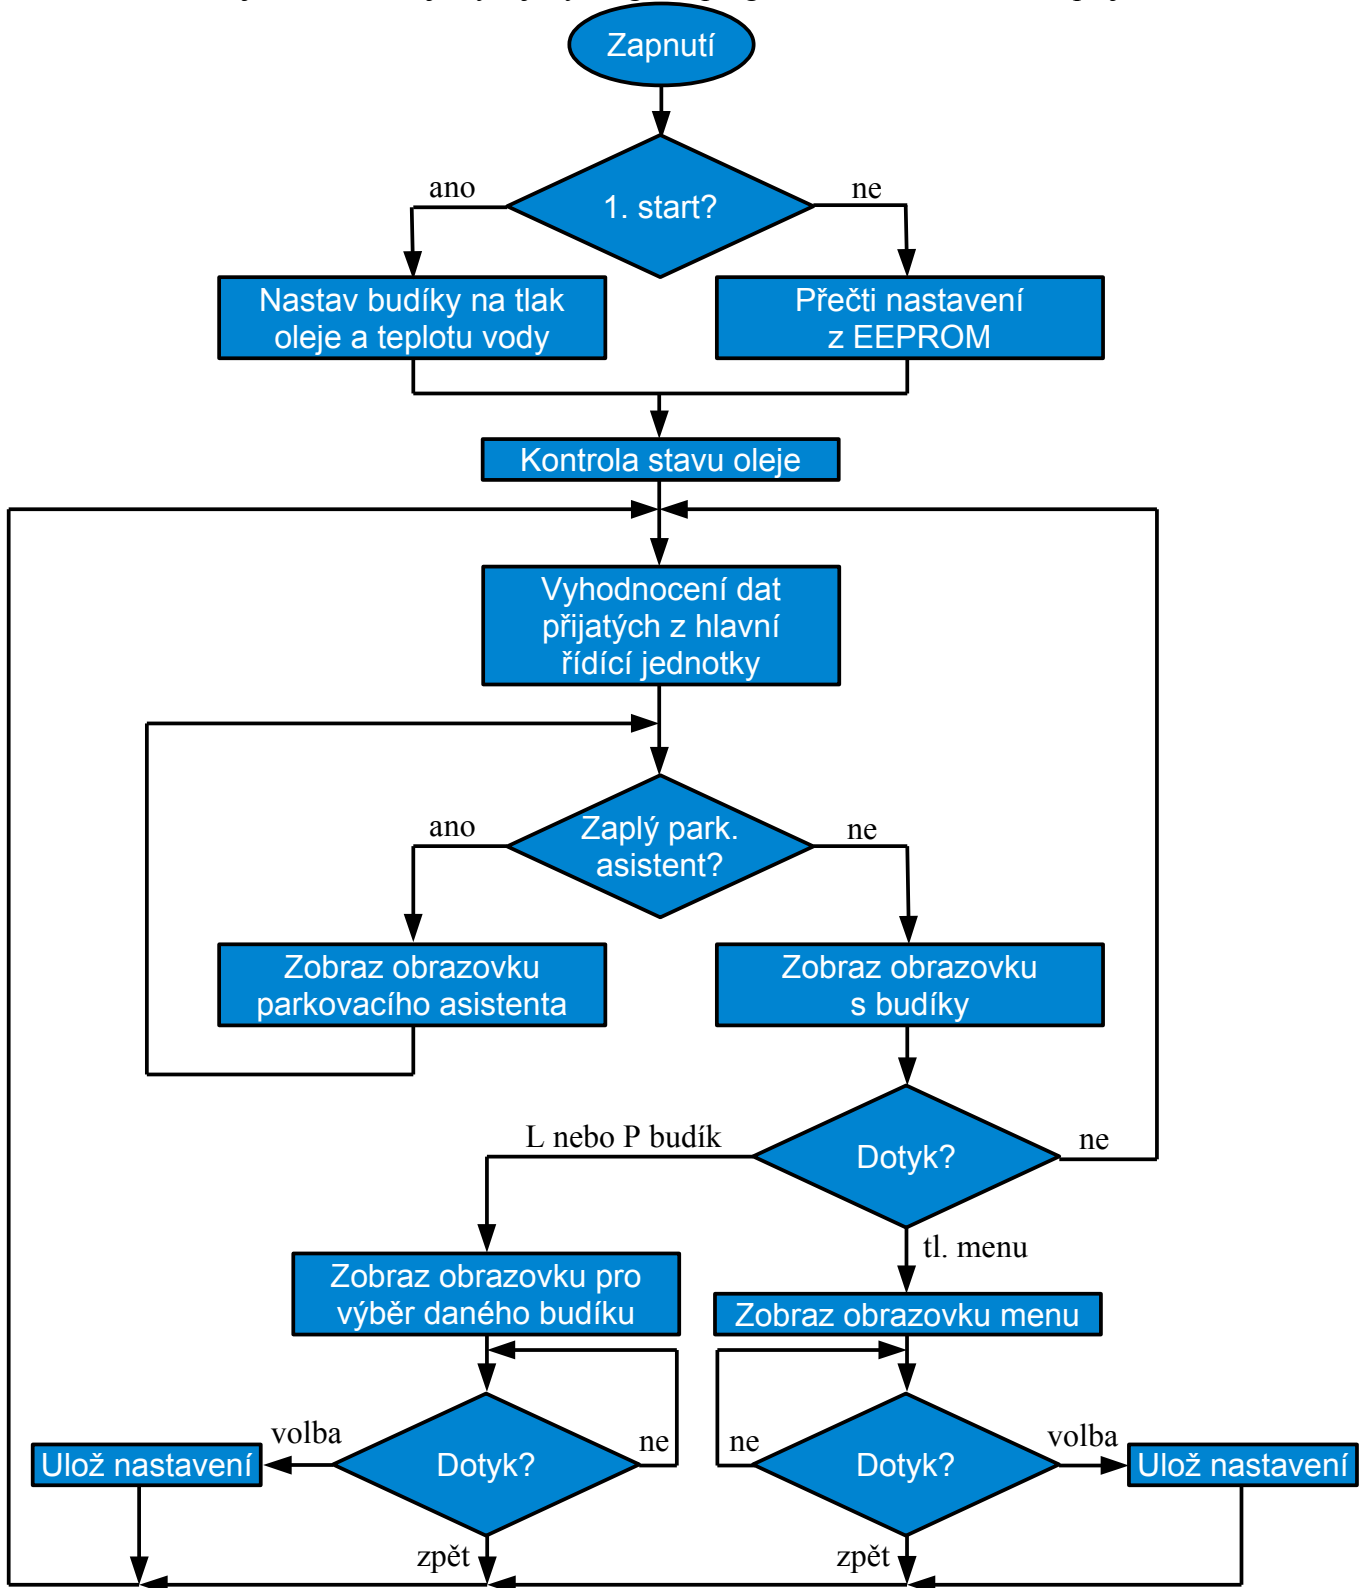 Zapnutí
1. start?
ano
ne
Nastav budíky na tlak
oleje a teplotu vody
Přečti nastavení
z EEPROM
Kontrola stavu oleje
Vyhodnocení dat
přijatých z hlavní
řídící jednotky
Zaplý park.
asistent?
ano
ne
Zobraz obrazovku
parkovacího asistenta
Zobraz obrazovku
s budíky
L nebo P budík
Dotyk?
ne
tl. menu
Zobraz obrazovku pro
výběr daného budíku
Zobraz obrazovku menu
Ulož nastavení
volba
Dotyk?
ne
ne
Dotyk?
volba
Ulož nastavení
zpět
zpět